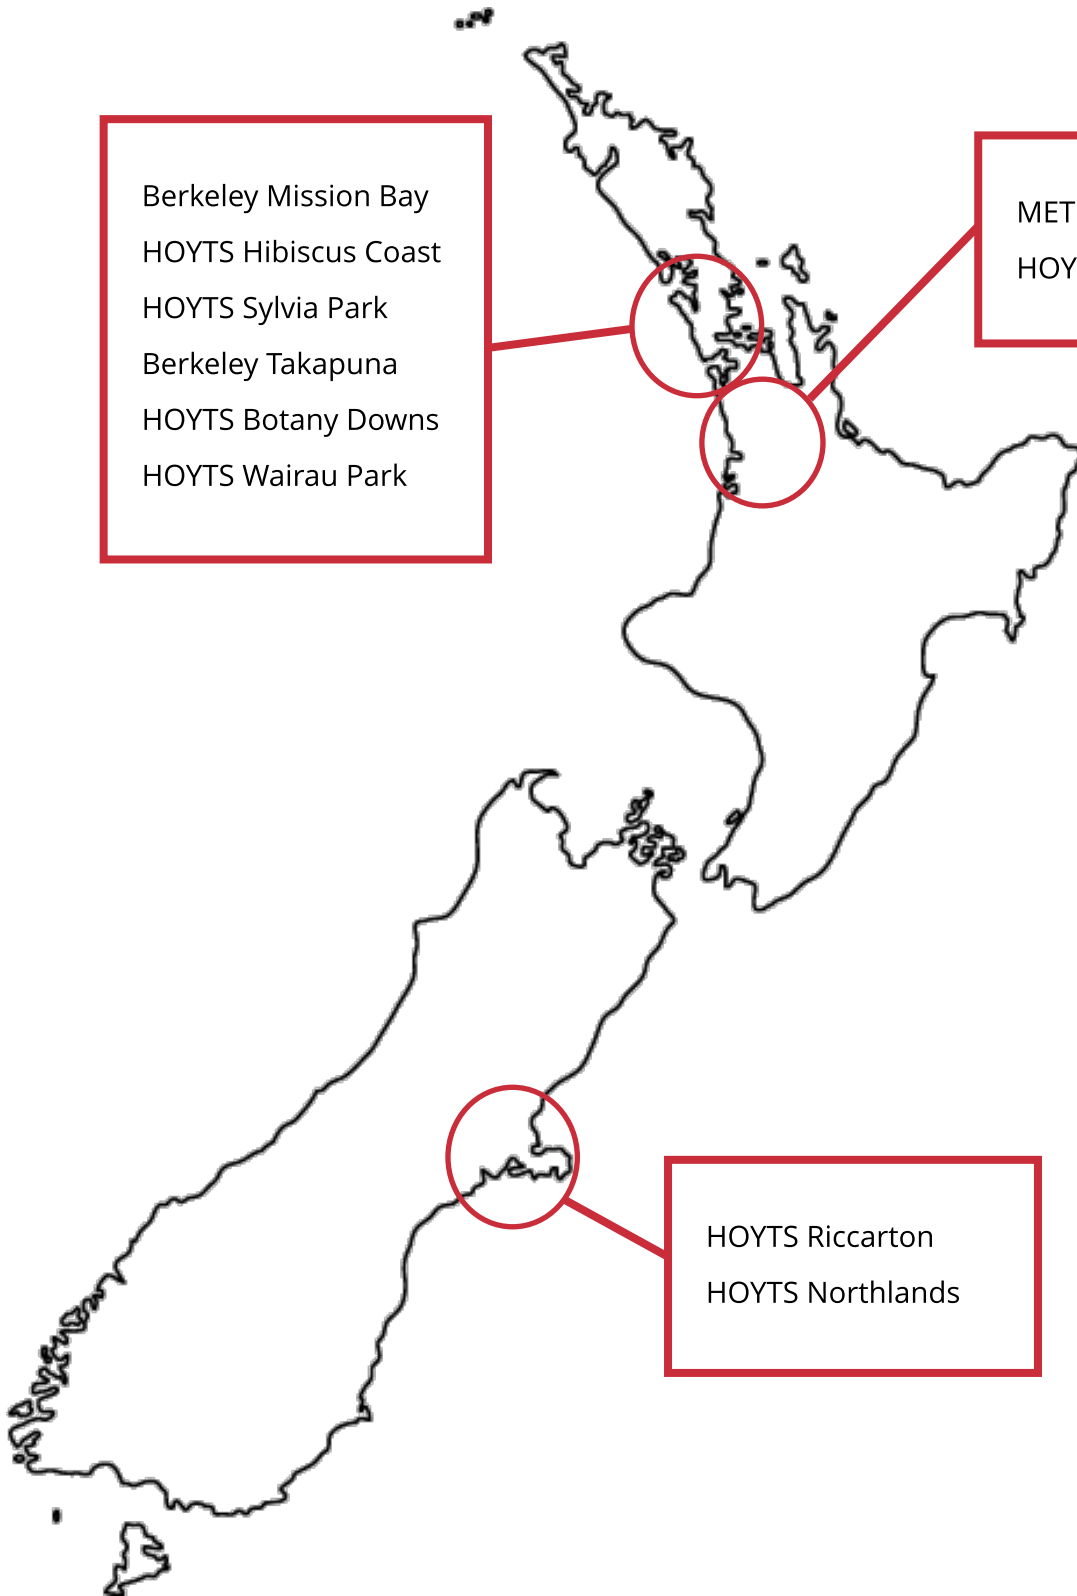 Berkeley Mission Bay
HOYTS Hibiscus Coast
HOYTS Sylvia Park
Berkeley Takapuna
HOYTS Botany Downs
HOYTS Wairau Park
MET
HOY
HOYTS Riccarton
HOYTS Northlands